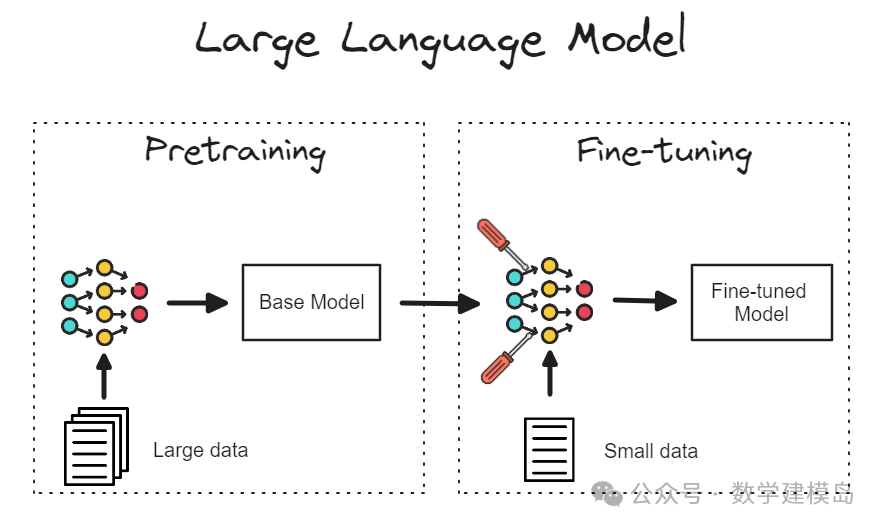 Large Language Model
Pretraining
Fine-tuning
Base Model
Fine-tuned
Model
Large data
Small data
公众号 · 数学建模岛